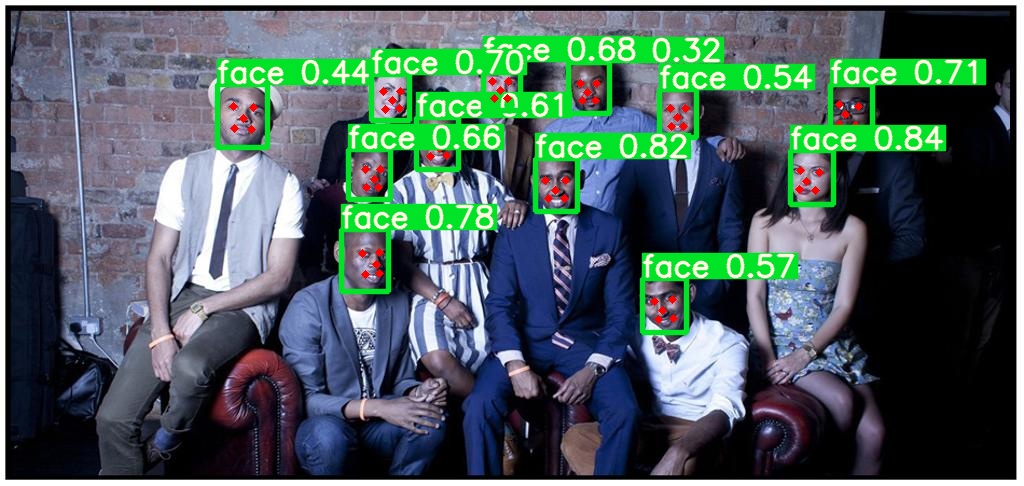 face 0.44
face 0.70
face 0.68 0.32
face 0.54
face 0.71
face 0.61
face 0.66
face 0.82
face 0.84
face 0.78
face 0.57